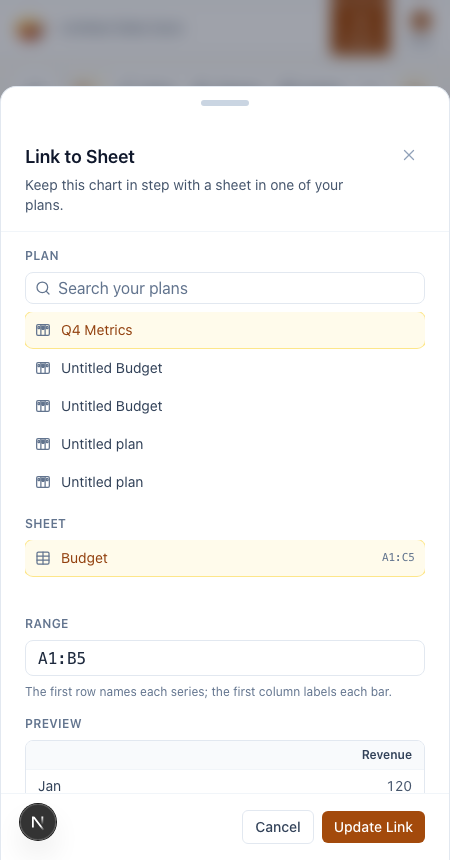 Link to Sheet
Keep this chart in step with a sheet in one of your
plans.
PLAN
Search your plans
Q4 Metrics
Untitled Budget
Untitled Budget
Untitled plan
Untitled plan
SHEET
Budget A1:C5
RANGE
A1:B5
The first row names each series; the first column labels each bar.
PREVIEW
Revenue
Jan 120
N
Cancel Update Link